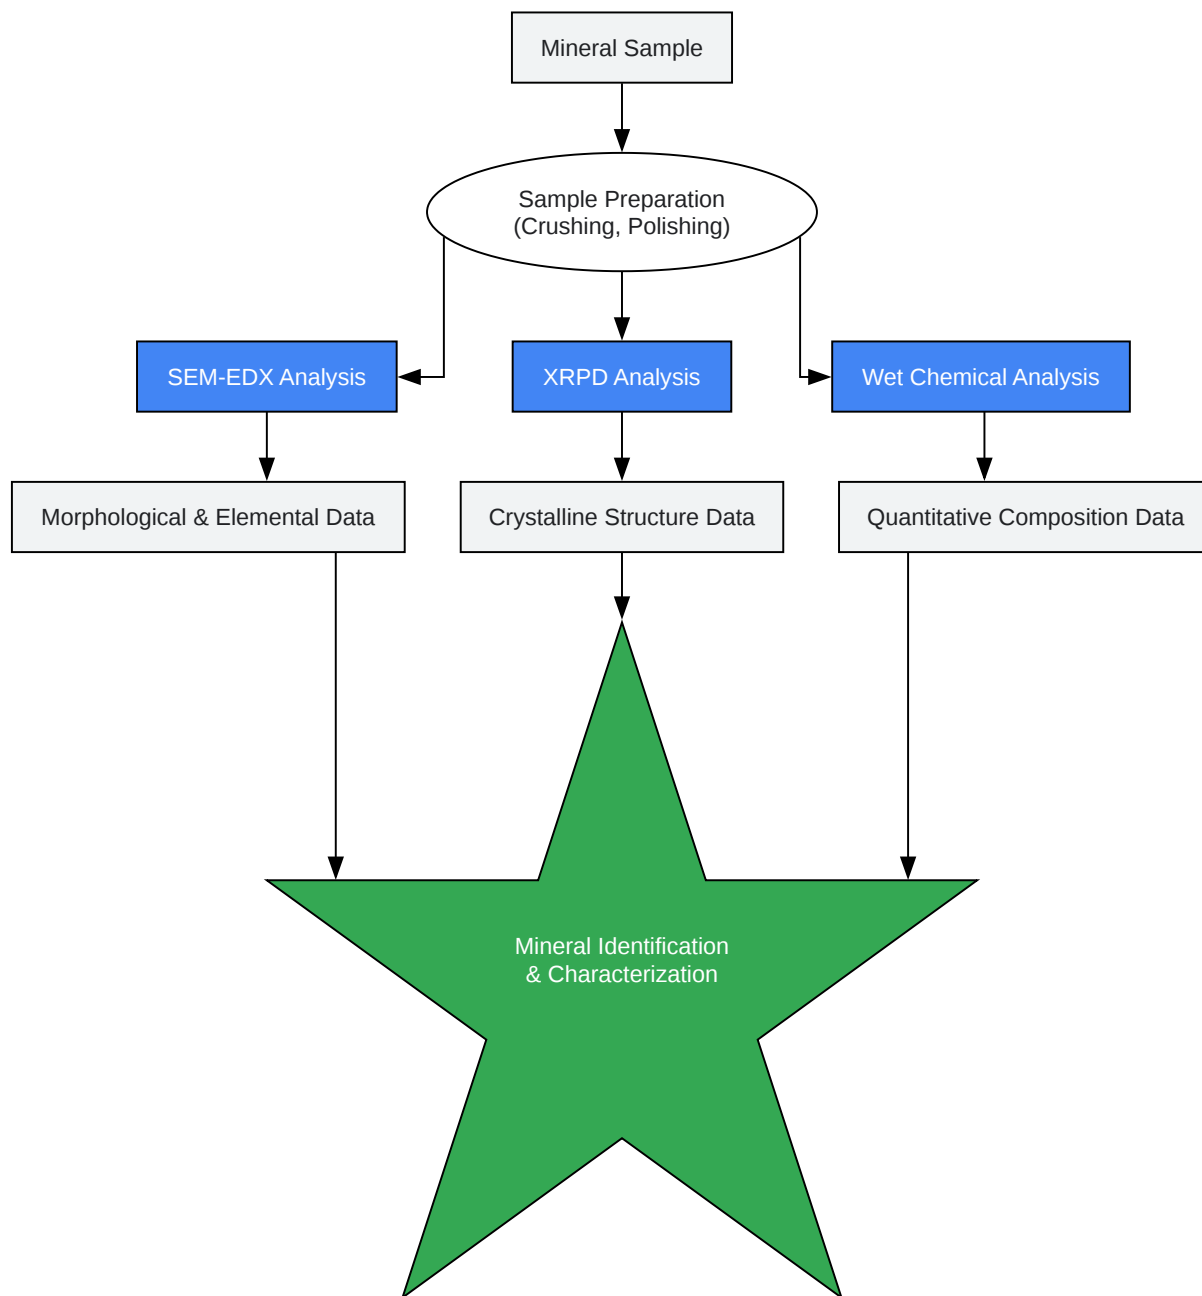 Mineral Sample
Sample Preparation
(Crushing, Polishing)
SEM-EDX Analysis
XRPD Analysis
Wet Chemical Analysis
Morphological & Elemental Data
Crystalline Structure Data
Quantitative Composition Data
Mineral Identification
& Characterization